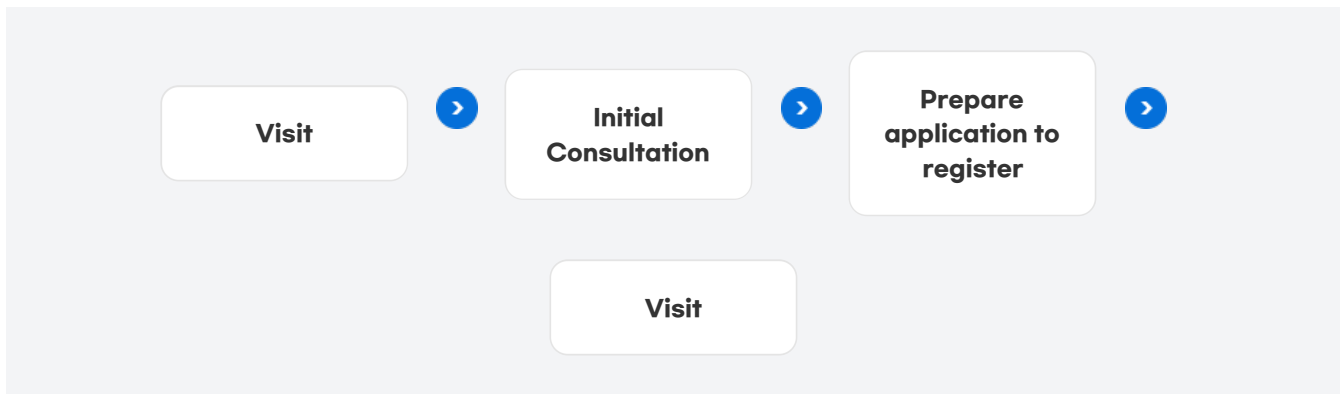 Visit
Initial
Consultation
Prepare
application to
register
Visit